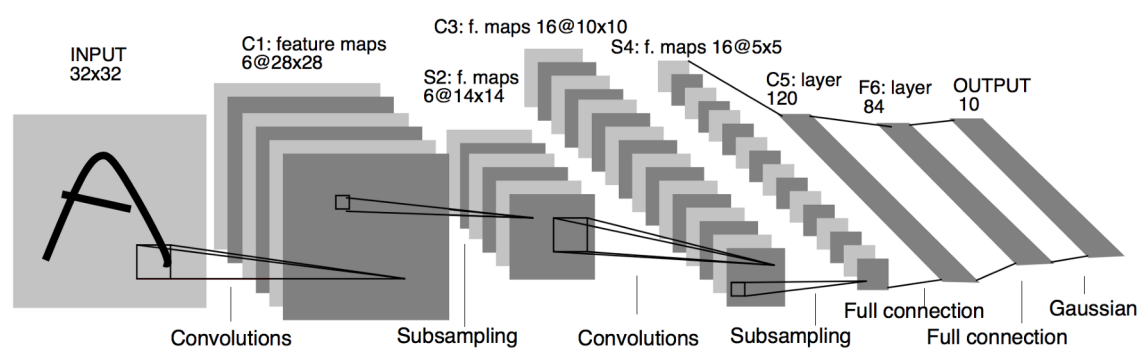 INPUT
32x32
C1: feature maps
6@28x28
S2: f. maps
6@14x14
C3: f. maps 16@10x10
S4: f. maps 16@5x5
C5: layer
120
F6: layer
84
OUTPUT
10
Convolutions
Subsampling
Convolutions
Subsampling
Full connection
Full connection
Gaussian
A